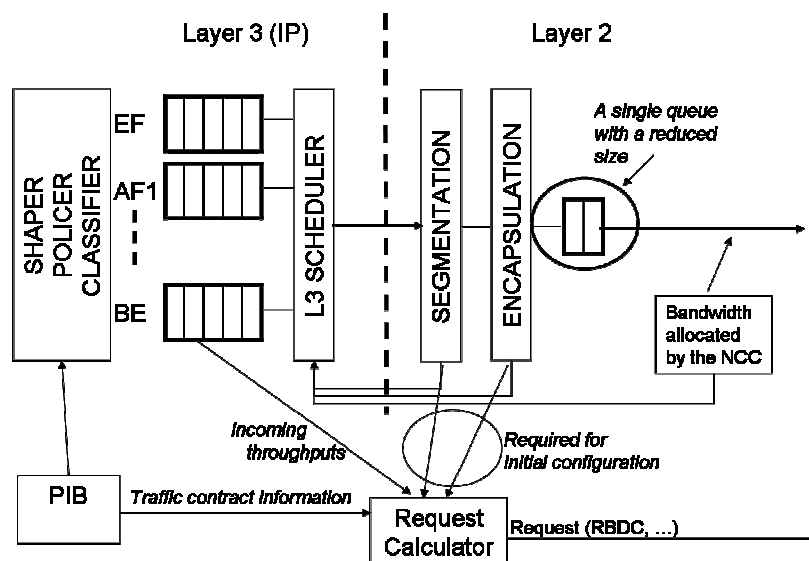 Layer 3 (IP)
Layer 2
SHAPER
POLICER
CLASSIFIER
EF
AF1
BE
L3 SCHEDULER
SEGMENTATION
ENCAPSULATION
A single queue
with a reduced
size
Bandwidth
allocated
by the NCC
Incoming
throughputs
Required for
Initial configuration
PIB
Traffic contract Information
Request
Calculator
Request (RBDC, ...)